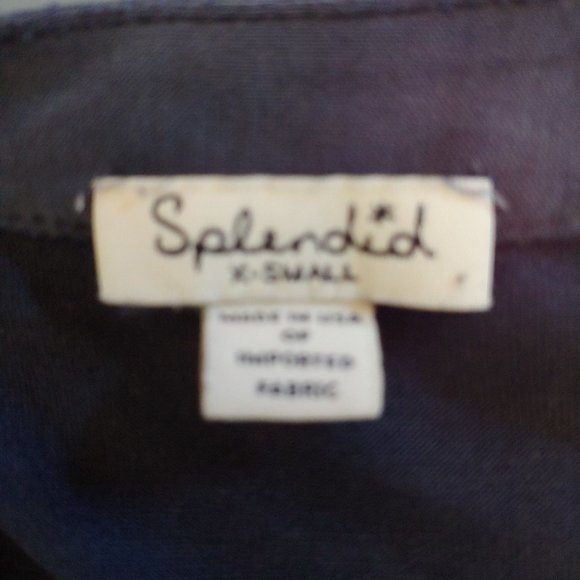 Splendid
X-SMALL
MADE IN USA
OF
IMPORTED
FABRIC